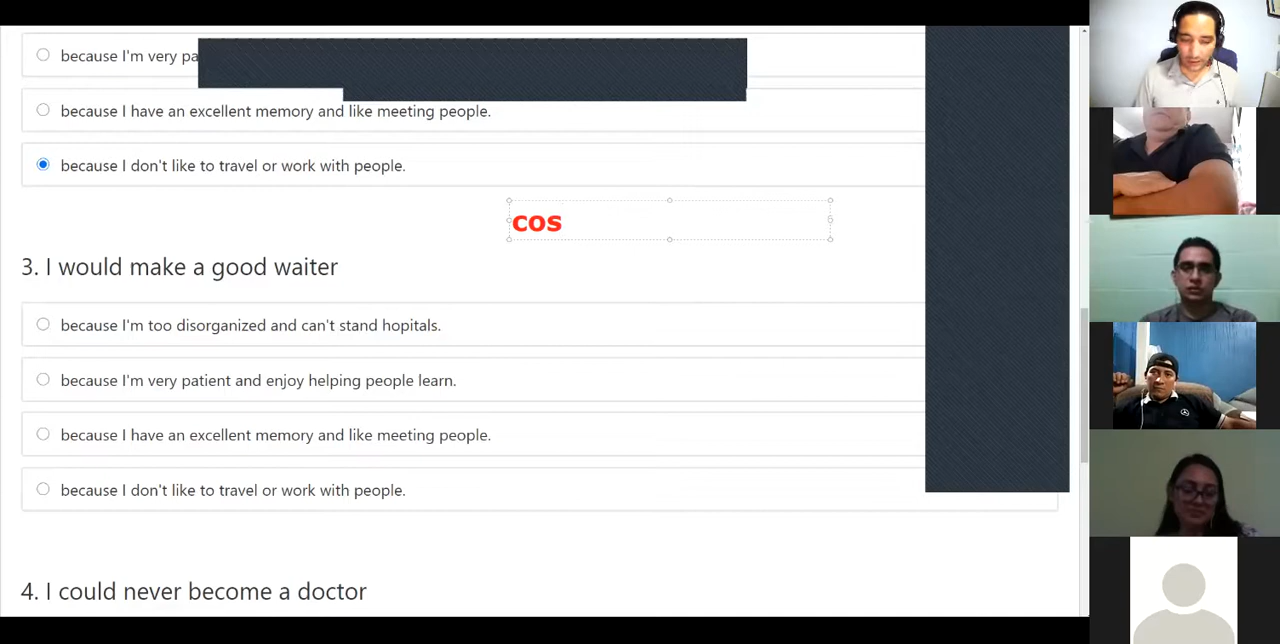 because I'm very pa
because I have an excellent memory and like meeting people.
because I don't like to travel or work with people.
cos
3. I would make a good waiter
because I'm too disorganized and can't stand hopitals.
because I'm very patient and enjoy helping people learn.
because I have an excellent memory and like meeting people.
because I don't like to travel or work with people.
4. I could never become a doctor